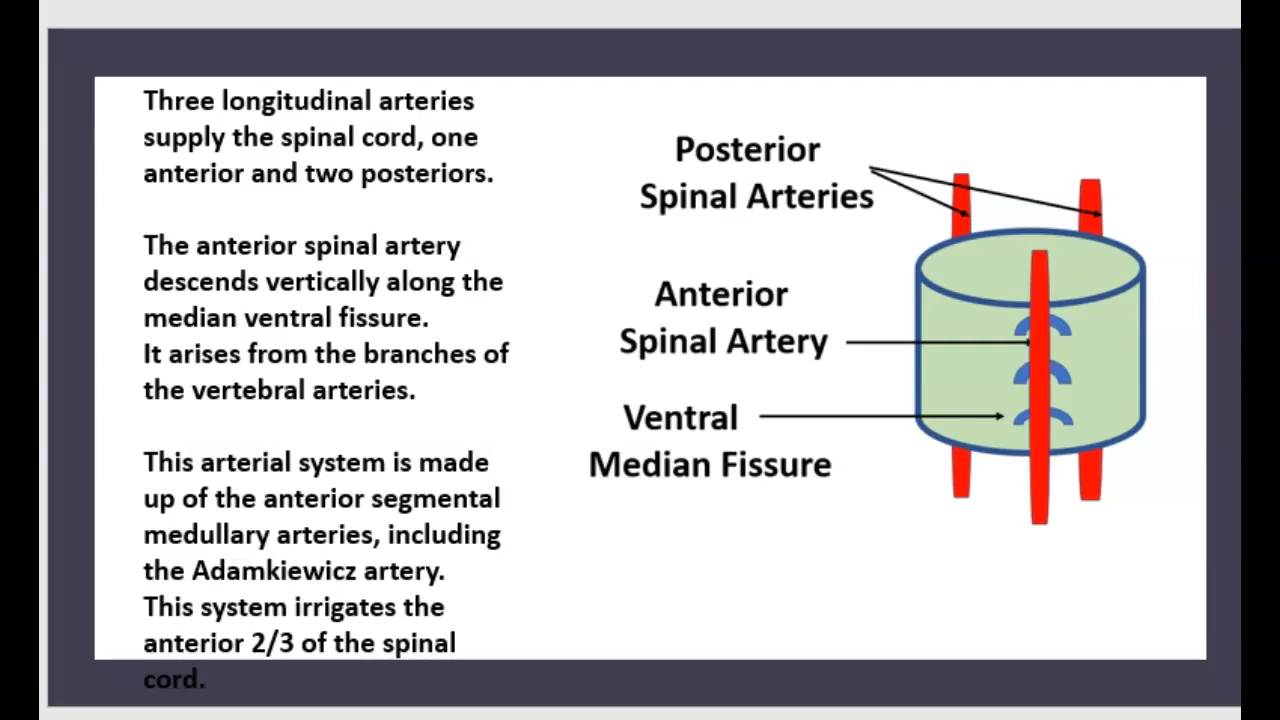 Three longitudinal arteries
supply the spinal cord, one
anterior and two posteriors.
The anterior spinal artery
descends vertically along the
median ventral fissure.
It arises from the branches of
the vertebral arteries.
This arterial system is made
up of the anterior segmental
medullary arteries, including
the Adamkiewicz artery.
This system irrigates the
anterior 2/3 of the spinal
cord.
Posterior
Spinal Arteries
Anterior
Spinal Artery
Ventral
Median Fissure